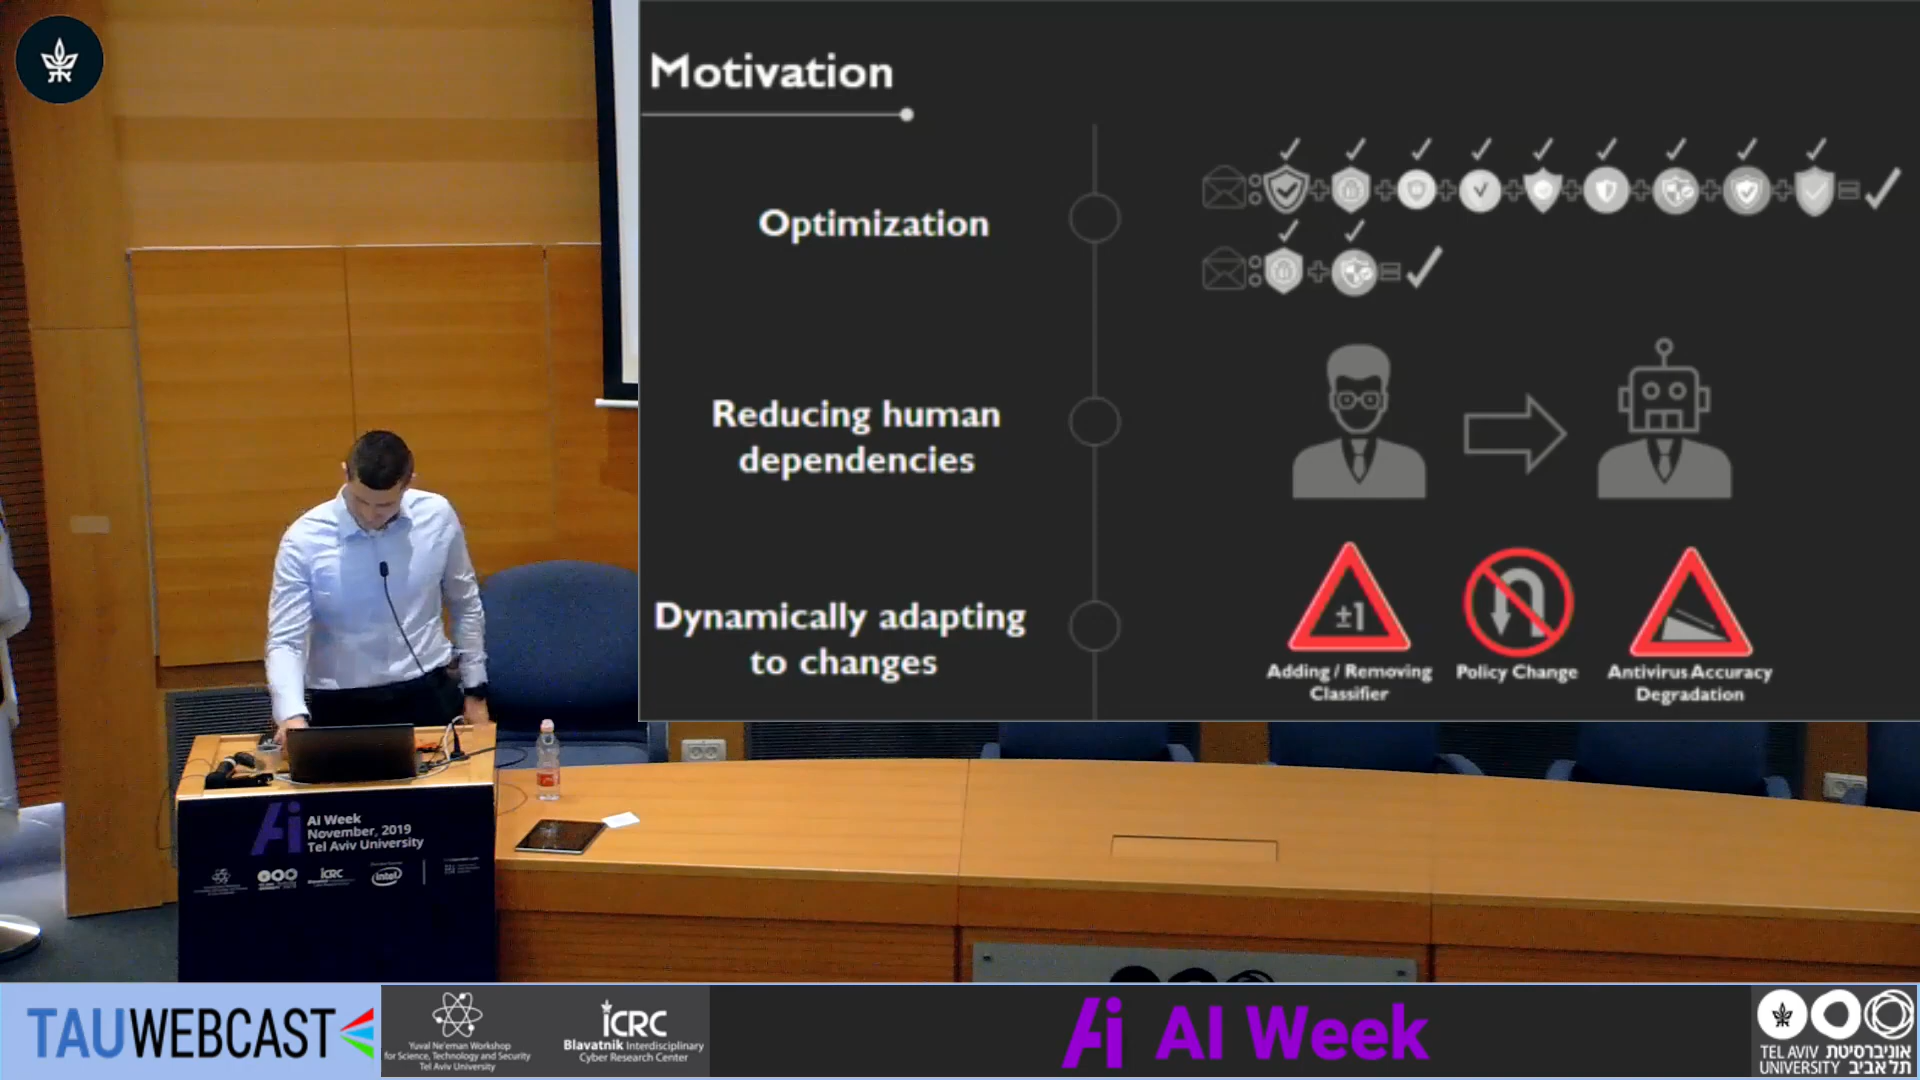 Motivation
Optimization
Reducing human
dependencies
Dynamically adapting
to changes
±1
Adding / Removing
Classifier
Policy Change
Antivirus Accuracy
Degradation
Ai
AI Week
November, 2019
Tel Aviv University
iCRC
intel
TAUWEBCAST
Yuval Ne'eman Workshop
for Science, Technology and Security
Tel Aviv University
iCRC
Blavatnik Interdisciplinary
Cyber Research Center
Ai AI Week
TEL AVIV אוניברסיטת
UNIVERSITY תל אביב